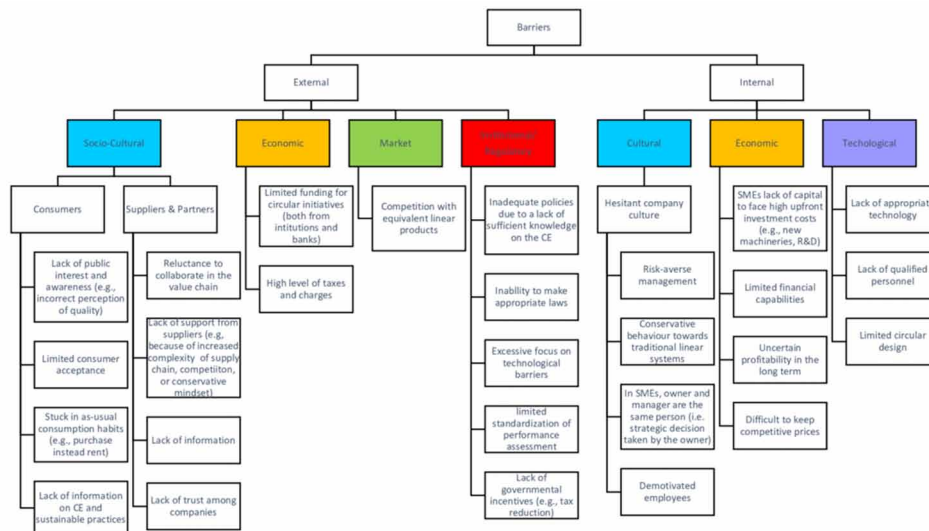 Barriers
External
Internal
Socio-Cultural
Economic
Market
Cultural
Economic
Techological
Consumers
Suppliers & Partners
Limited funding for
circular initiatives
(both from
intitutions and
banks)
Competition with
equivalent linear
products
Inadequate policies
due to a lack of
sufficient knowledge
on the CE
Hesitant company
culture
SMEs lack of capital
to face high upfront
investment costs
(e.g., new
machineries, R&D)
Lack of appropriate
technology
Lack of public
interest and
awareness (e.g.,
incorrect perception
of quality)
Reluctance to
collaborate in the
value chain
High level of taxes
and charges
Inability to make
appropriate laws
Risk-averse
management
Limited financial
capabilities
Lack of qualified
personnel
Limited consumer
acceptance
Lack of support from
suppliers (e.g,
because of increased
complexity of supply
chain, competiiton,
or conservative
mindset)
Excessive focus on
technological
barriers
Conservative
behaviour towards
traditional linear
systems
Uncertain
profitability in the
long term
Limited circular
design
Stuck in as-usual
consumption habits
(e.g., purchase
instead rent)
Lack of information
limited
standardization of
performance
assessment
In SMEs, owner and
manager are the
same person (i.e.
strategic decision
taken by the owner)
Difficult to keep
competitive prices
Lack of information
on CE and
sustainable practices
Lack of trust among
companies
Lack of
governmental
incentives (e.g., tax
reduction)
Demotivated
employees